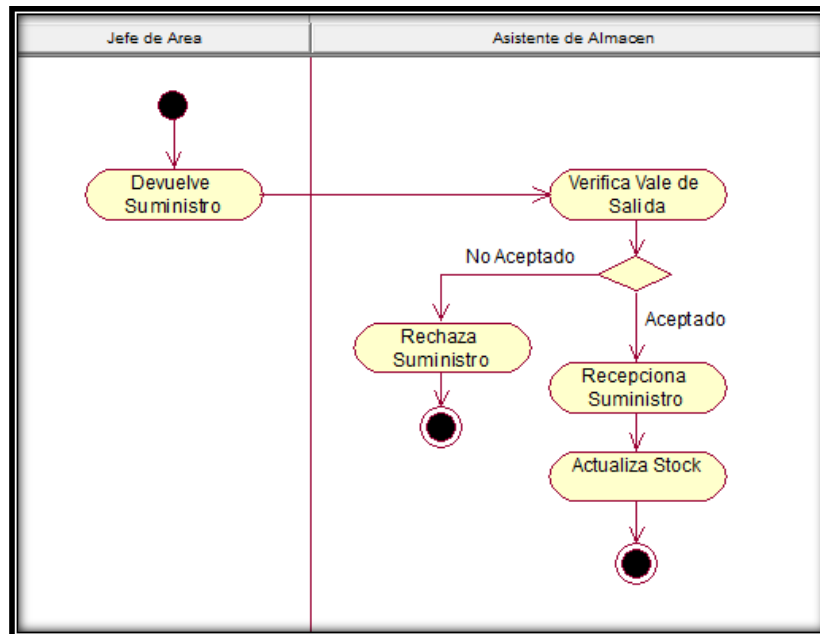 Jefe de Area
Asistente de Almacen
Devuelve
Suministro
Verifica Vale de
Salida
No Aceptado
Aceptado
Rechaza
Suministro
Recepciona
Suministro
Actualiza Stock